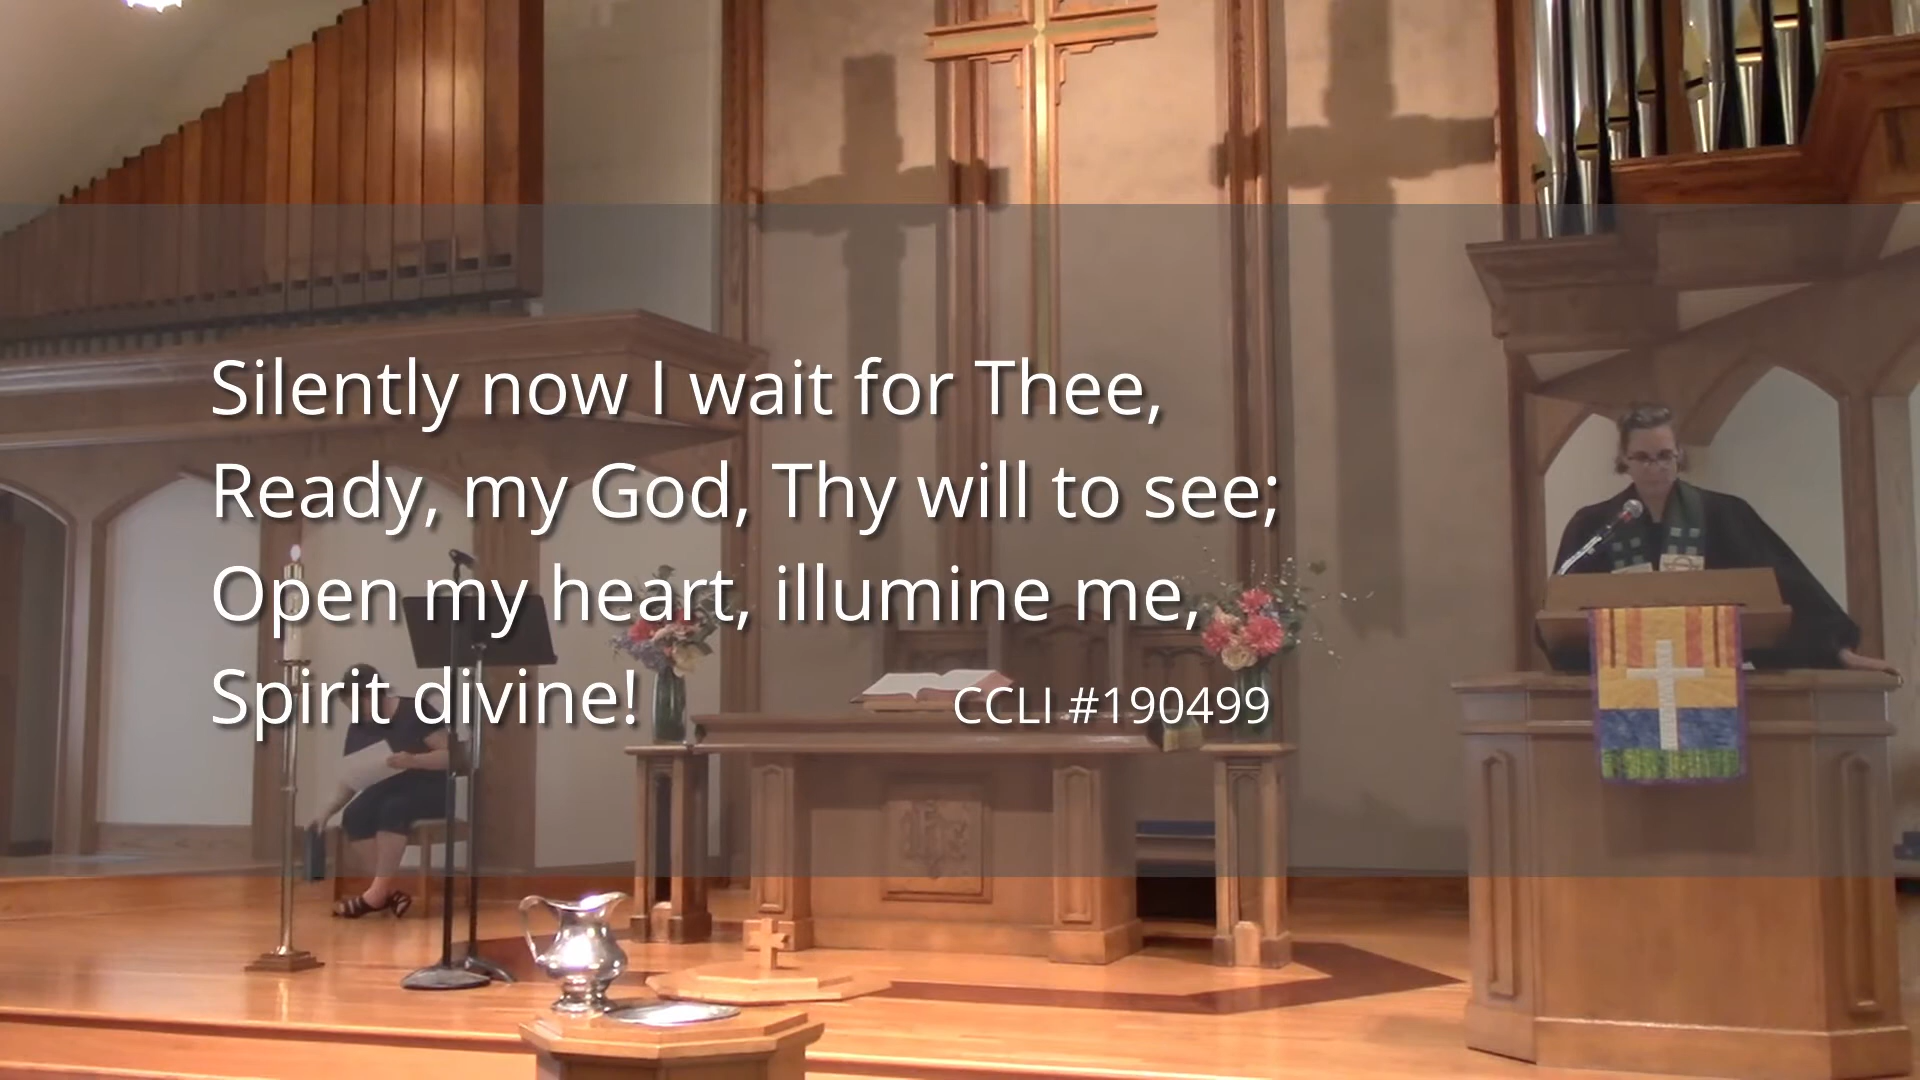 Silently now I wait for Thee,
Ready, my God, Thy will to see;
Open my heart, illumine me,
Spirit divine! CCLI #190499